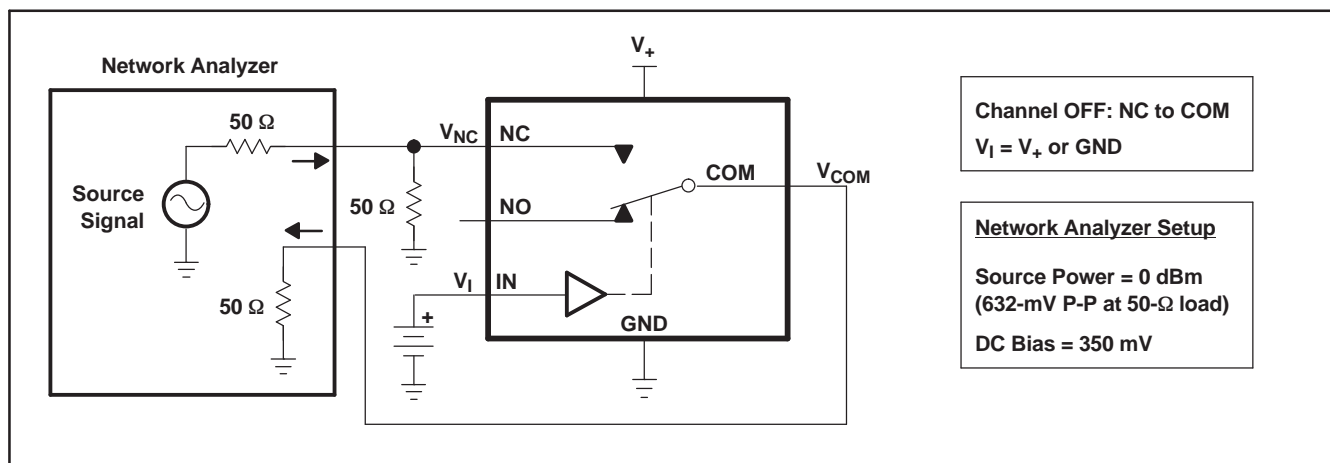 Network Analyzer
50 Ω
Source
Signal
50 Ω
V+
VNC
NC
50 Ω
NO
COM
VCOM
VI
IN
+
GND
Channel OFF: NC to COM
VI = V+ or GND
Network Analyzer Setup
Source Power = 0 dBm
(632-mV P-P at 50-Ω load)
DC Bias = 350 mV